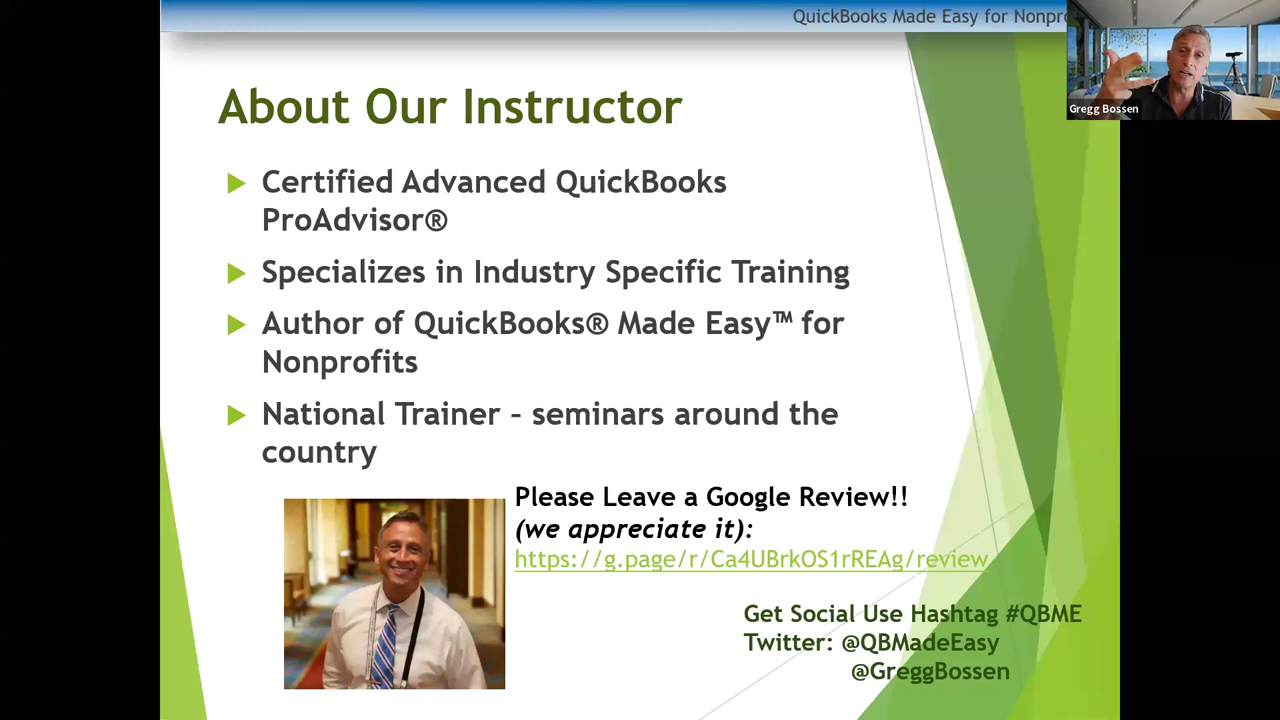 QuickBooks Made Easy for
Gregg Bossen
About Our Instructor
Certified Advanced QuickBooks
ProAdvisor®
Specializes in Industry Specific Training
Author of QuickBooks® Made Easy™ for
Nonprofits
National Trainer – seminars around the
country
Please Leave a Google Review!!
(we appreciate it):
https://g.page/r/Ca4UBrkOS1rREAg/review
Get Social Use Hashtag #QBME
Twitter: @QBMadeEasy
@GreggBossen